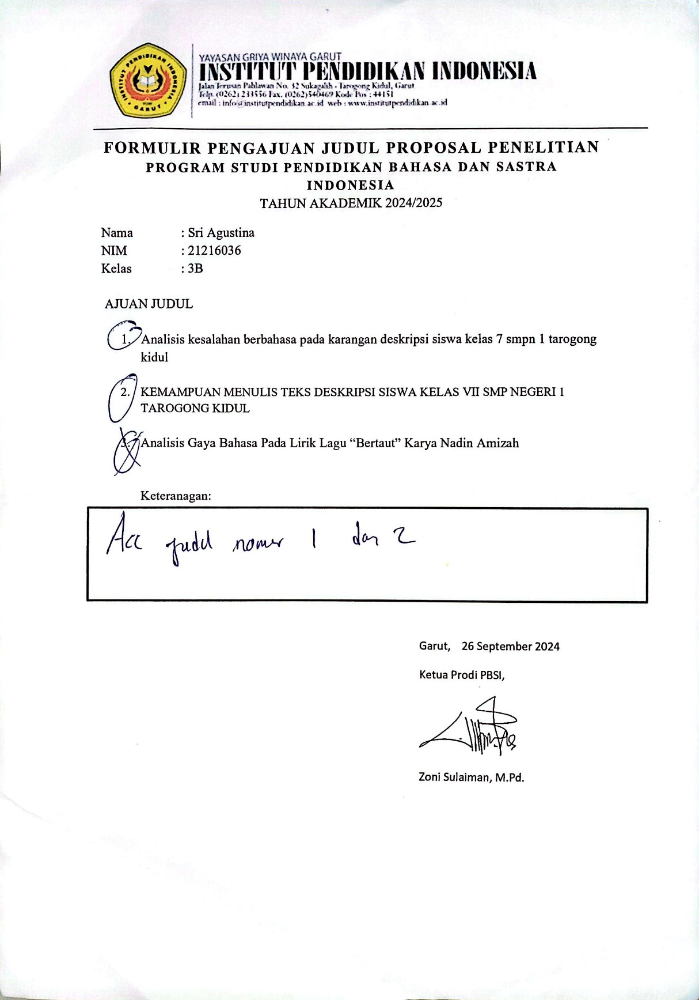 INSTITUT PENDIDIKAN INDONESIA
GARUT
YAYASAN GRIYA WINAYA GARUT
INSTITUT PENDIDIKAN INDONESIA
Jalan Terusan Pahlawan No. 32 Sukagalih - Tarogong Kidul, Garut
Telp. (0262) 233556 Fax. (0262) 540469 Kode Pos : 44151
email : info@institutpendidikan.ac.id web : www.institutpendidikan.ac.id
FORMULIR PENGAJUAN JUDUL PROPOSAL PENELITIAN
PROGRAM STUDI PENDIDIKAN BAHASA DAN SASTRA
INDONESIA
TAHUN AKADEMIK 2024/2025
Nama : Sri Agustina
NIM : 21216036
Kelas : 3B
AJUAN JUDUL
1. Analisis kesalahan berbahasa pada karangan deskripsi siswa kelas 7 smpn 1 tarogong
kidul
2. KEMAMPUAN MENULIS TEKS DESKRIPSI SISWA KELAS VII SMP NEGERI 1
TAROGONG KIDUL
3. Analisis Gaya Bahasa Pada Lirik Lagu “Bertaut” Karya Nadin Amizah
Keteranagan:
Acc judul nomer 1 dan 2
Garut, 26 September 2024
Ketua Prodi PBSI,
Zoni Sulaiman, M.Pd.